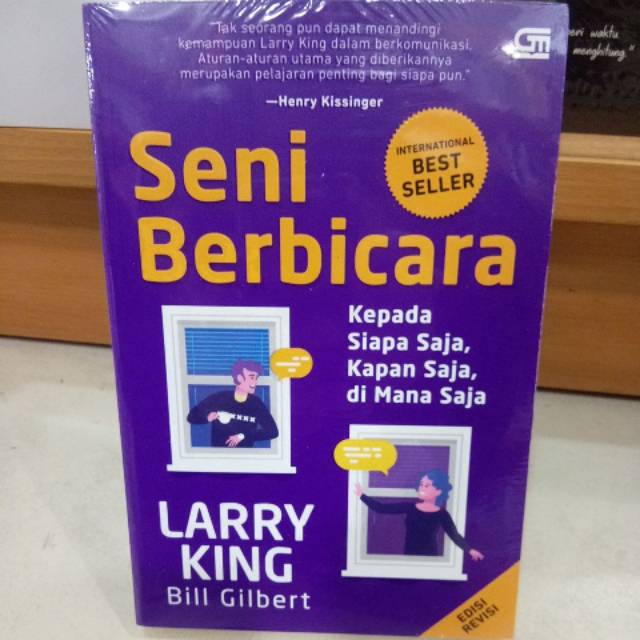 "Tak seorang pun dapat menandingi
kemampuan Larry King dalam berkomunikasi.
Aturan-aturan utama yang diberikannya
merupakan pelajaran penting bagi siapa pun."
—Henry Kissinger
INTERNATIONAL
BEST
SELLER
Seni
Berbicara
Kepada
Siapa Saja,
Kapan Saja,
di Mana Saja
LARRY
KING
Bill Gilbert
EDISI
REVISI
waktu
menghitung."